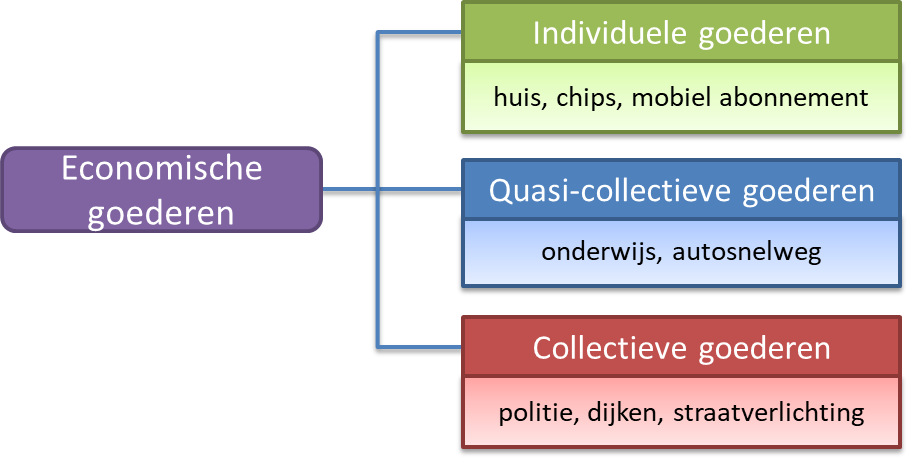 Economische
goederen
Individuele goederen
huis, chips, mobiel abonnement
Quasi-collectieve goederen
onderwijs, autosnelweg
Collectieve goederen
politie, dijken, straatverlichting